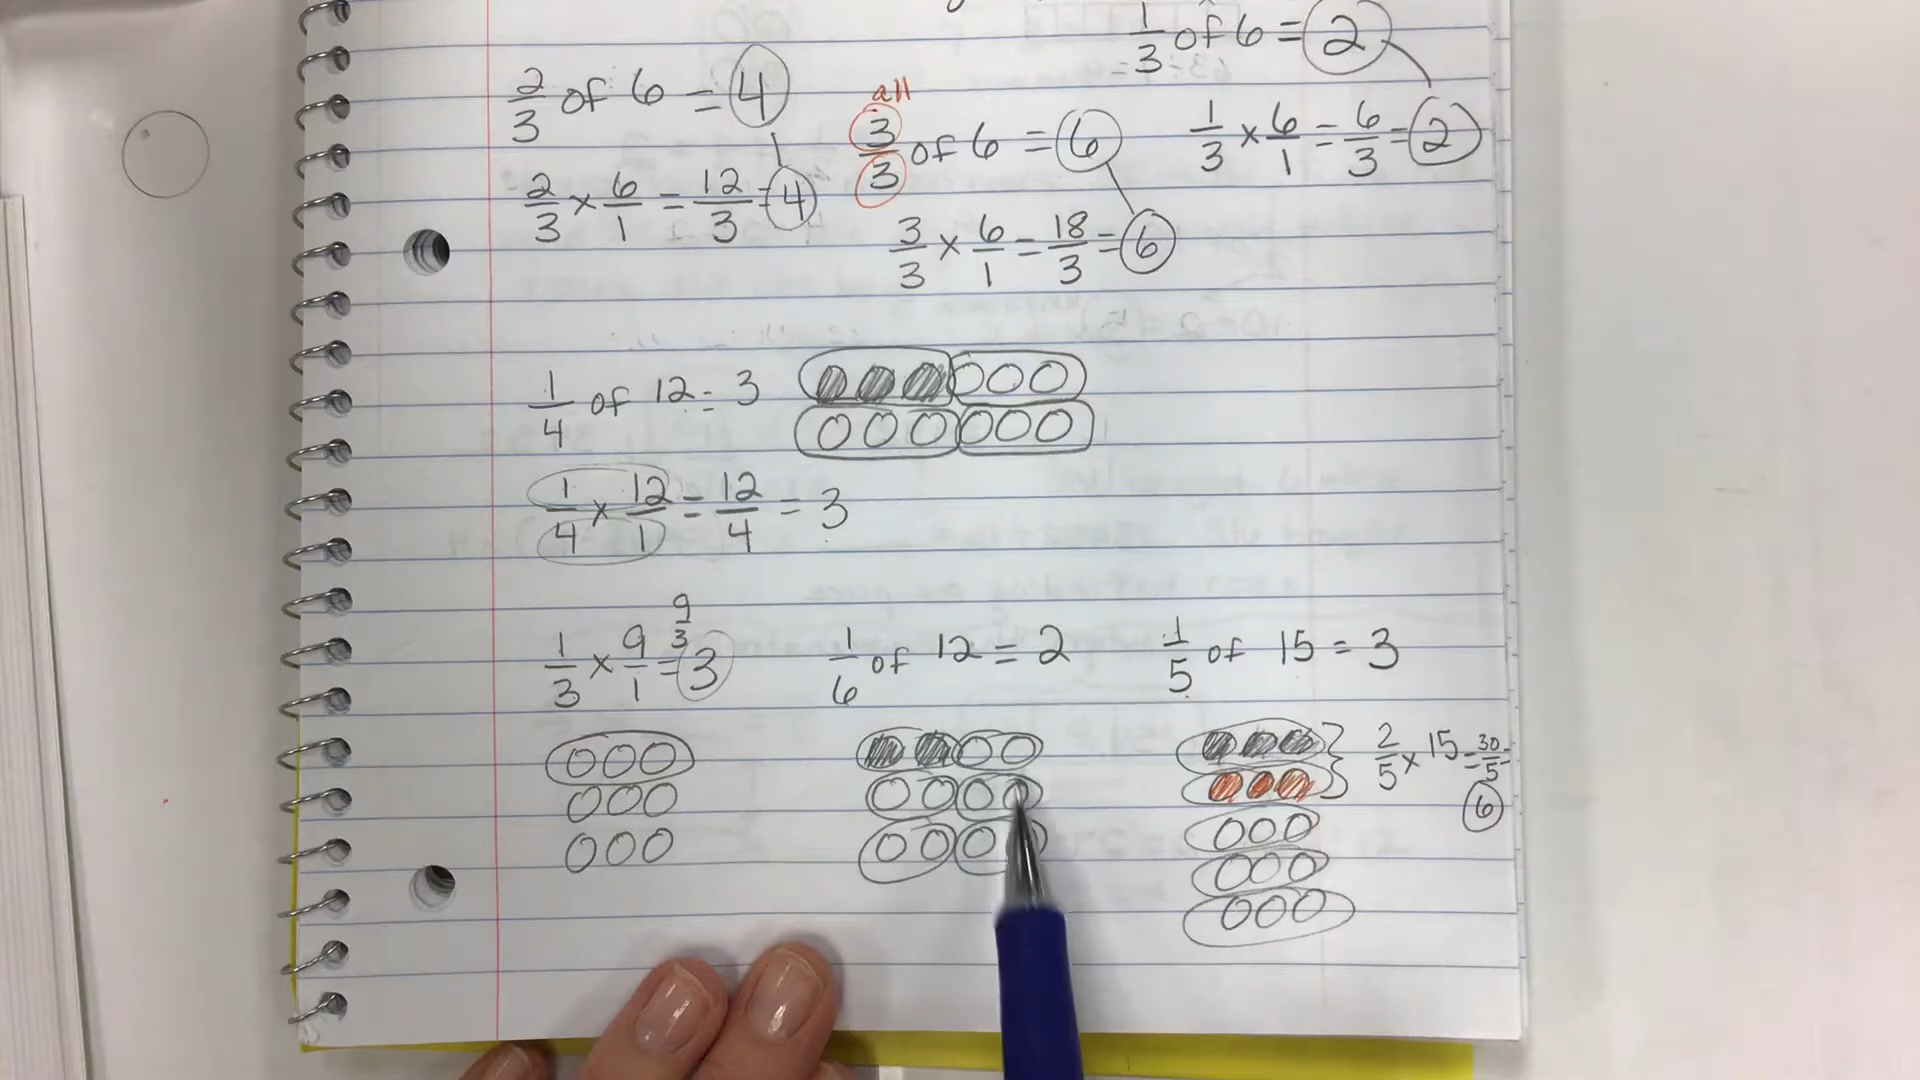 1/3 of 6 = 2
2/3 of 6 = 4
all
3/3 of 6 = 6
1/3 × 6/1 = 6/3 = 2
2/3 × 6/1 = 12/3 = 4
3/3 × 6/1 = 18/3 = 6
1/4 of 12 = 3
1/4 × 12/1 = 12/4 = 3
1/3 × 9/1 = 9/3 3
1/6 of 12 = 2
1/5 of 15 = 3
2/5 × 15 = 30/5 =
6